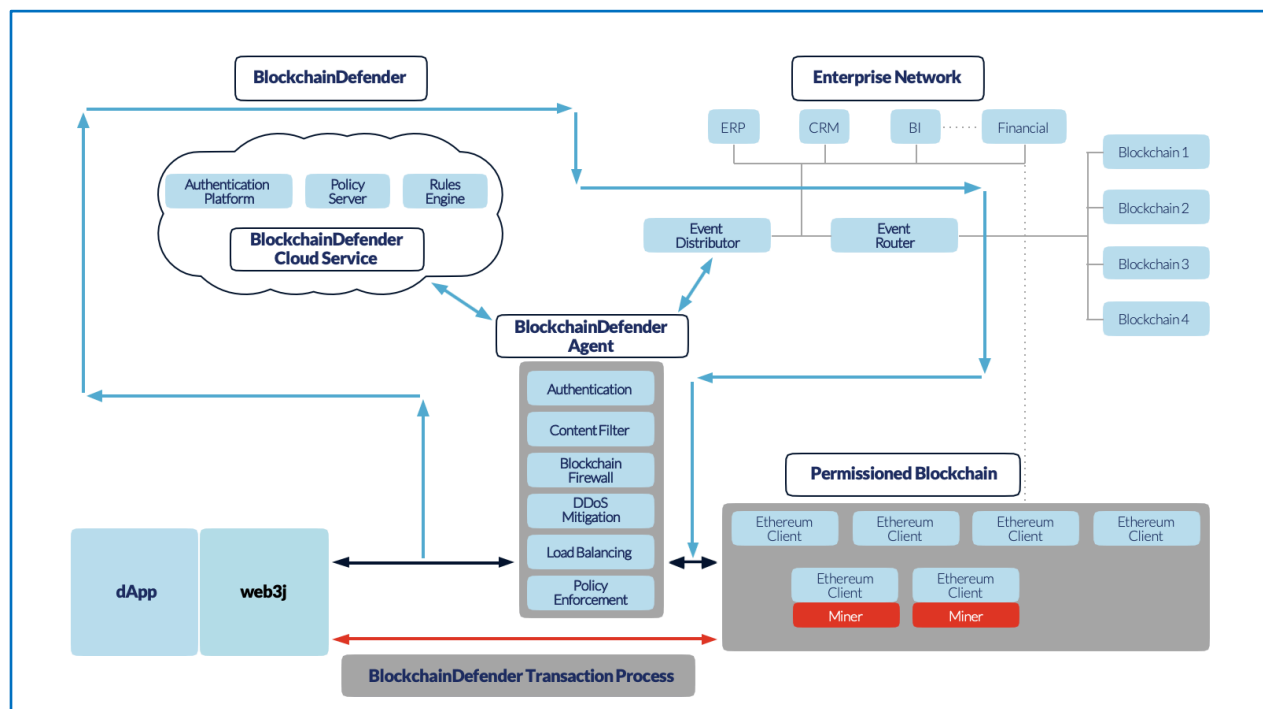 BlockchainDefender
Enterprise Network
ERP
CRM
BI
Financial
Blockchain 1
Blockchain 2
Blockchain 3
Blockchain 4
Authentication
Platform
Policy
Server
Rules
Engine
BlockchainDefender
Cloud Service
Event
Distributor
Event
Router
BlockchainDefender
Agent
Authentication
Content Filter
Blockchain
Firewall
DDoS
Mitigation
Load Balancing
Policy
Enforcement
Permissioned Blockchain
Ethereum
Client
Ethereum
Client
Ethereum
Client
Ethereum
Client
Ethereum
Client
Miner
Ethereum
Client
Miner
dApp
web3j
BlockchainDefender Transaction Process